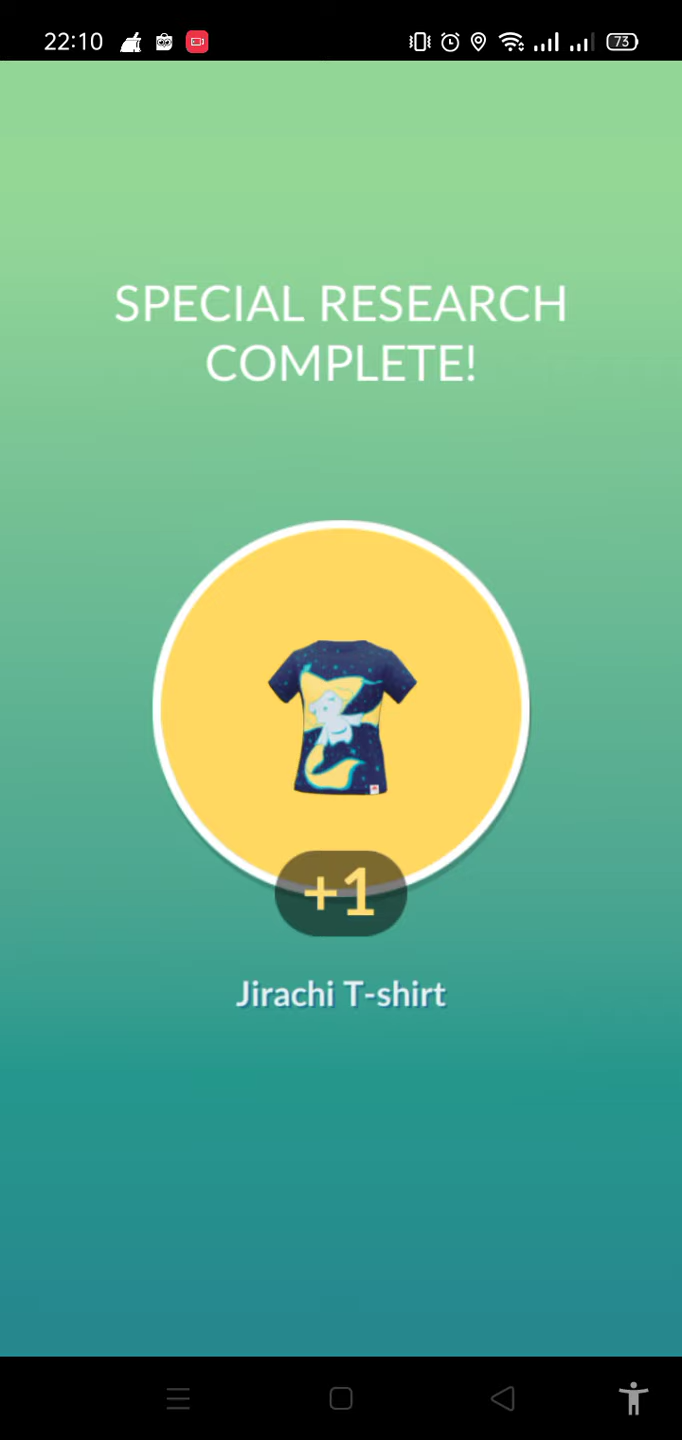 22:10 73
SPECIAL RESEARCH
COMPLETE!
+1
Jirachi T-shirt